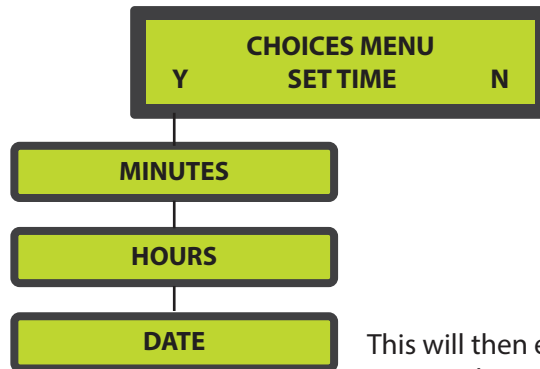 CHOICES MENU
Y SET TIME N
MINUTES
HOURS
DATE
This will then